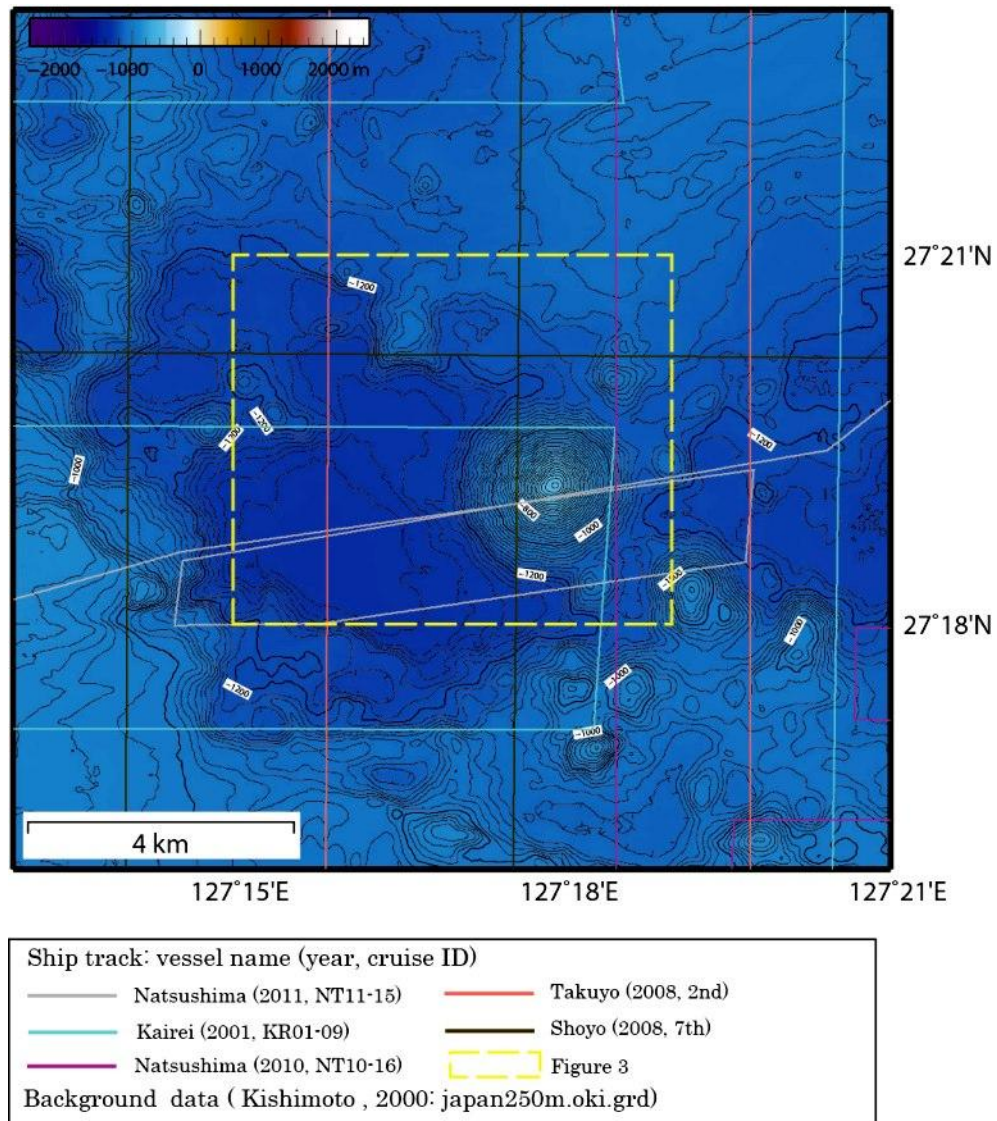 −2000 −1000 0 1000 2000 m
−1200
27°21'N
−1200
−1200
−1200
−1000
−800
−1000
−1200
−1000
27°18'N
−1000
−1200
−1000
−1000
4 km
127°15'E 127°18'E 127°21'E
Ship track: vessel name (year, cruise ID)
Natsushima (2011, NT11-15) Takuyo (2008, 2nd)
Kairei (2001, KR01-09) Shoyo (2008, 7th)
Natsushima (2010, NT10-16) Figure 3
Background data ( Kishimoto , 2000: japan250m.oki.grd)